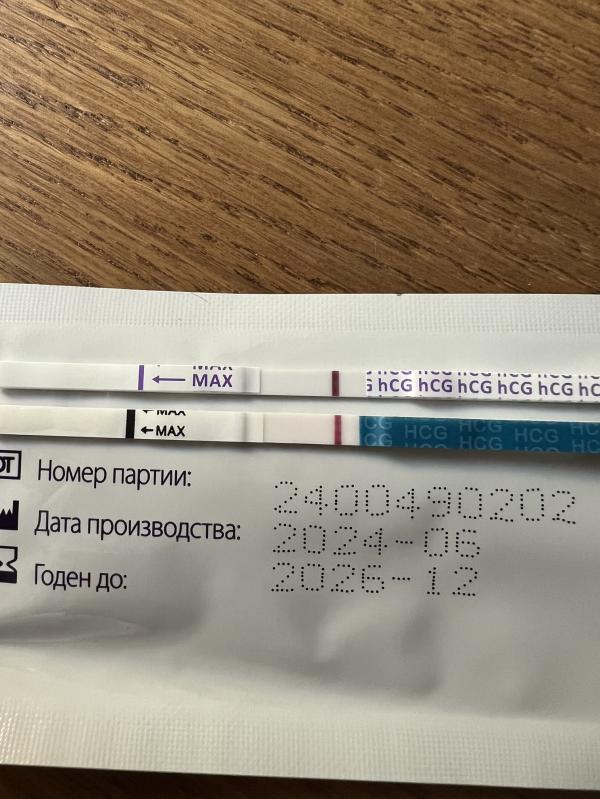 ← MAX
hCG hCG hCG hCG hCG
← MAX
HCG HCG HCG
Номер партии: 2400490202
Дата производства: 2024-06
Годен до: 2026-12